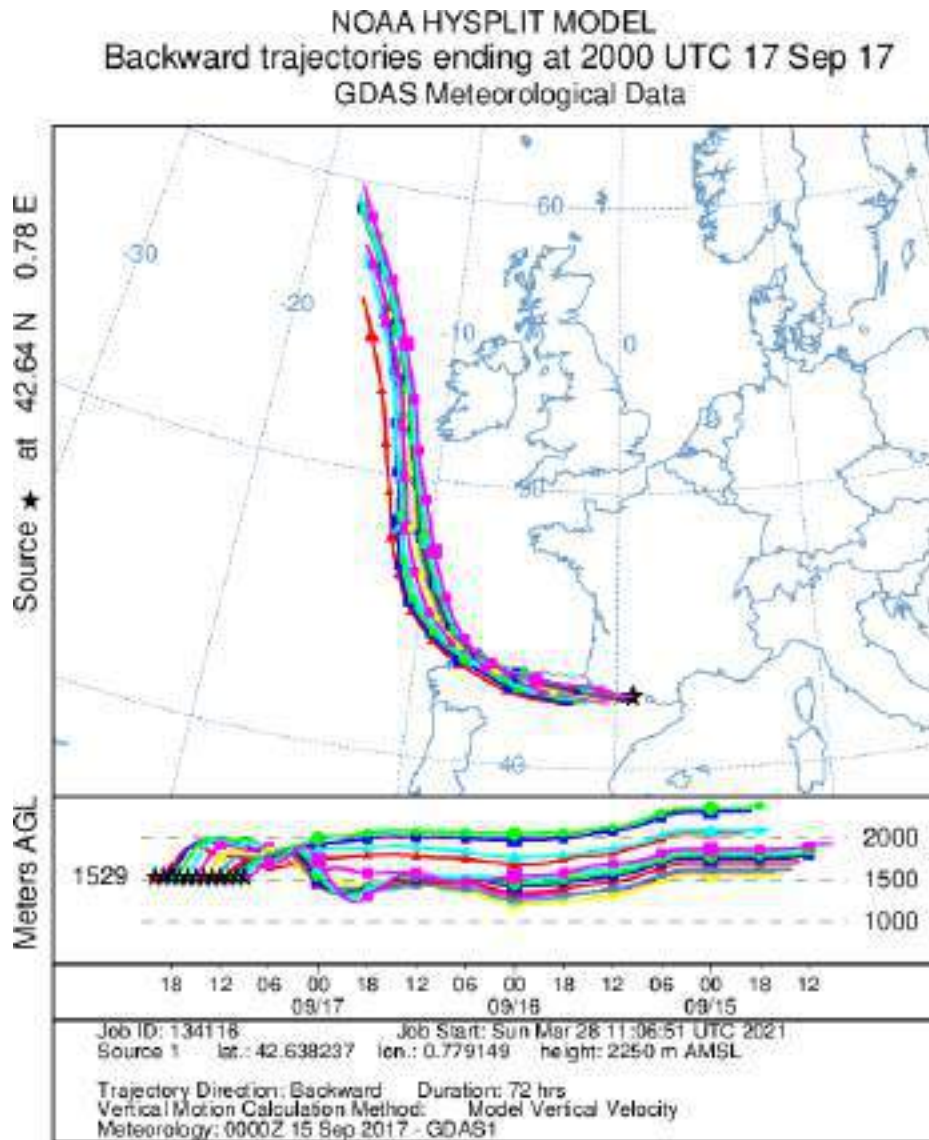 NOAA HYSPLIT MODEL
Backward trajectories ending at 2000 UTC 17 Sep 17
GDAS Meteorological Data
Source ★ at 42.64 N 0.78 E
-30
-20
-10
0
60
50
40
Meters AGL
1529
2000
1500
1000
18 12 06 00 18 12 06 00 18 12 06 00 18 12
09/17 09/16 09/15
Job ID: 134116 Job Start: Sun Mar 28 11:06:51 UTC 2021
Source 1 lat.: 42.638237 lon.: 0.779149 height: 2250 m AMSL
Trajectory Direction: Backward Duration: 72 hrs
Vertical Motion Calculation Method: Model Vertical Velocity
Meteorology: 0000Z 15 Sep 2017 - GDAS1